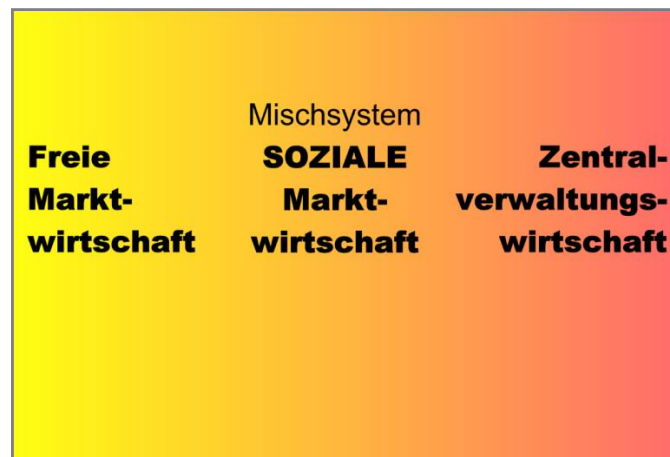 Mischsystem
Freie
Markt-
wirtschaft
SOZIALE
Markt-
wirtschaft
Zentral-
verwaltungs-
wirtschaft